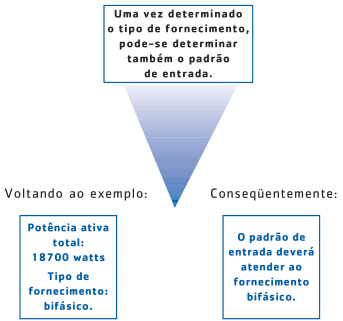 Uma vez determinado
o tipo de fornecimento,
pode-se determinar
também o padrão
de entrada.
Voltando ao exemplo:
Potência ativa
total:
18700 watts
Tipo de
fornecimento:
bifásico.
Conseqüentemente:
O padrão de
entrada deverá
atender ao
fornecimento
bifásico.